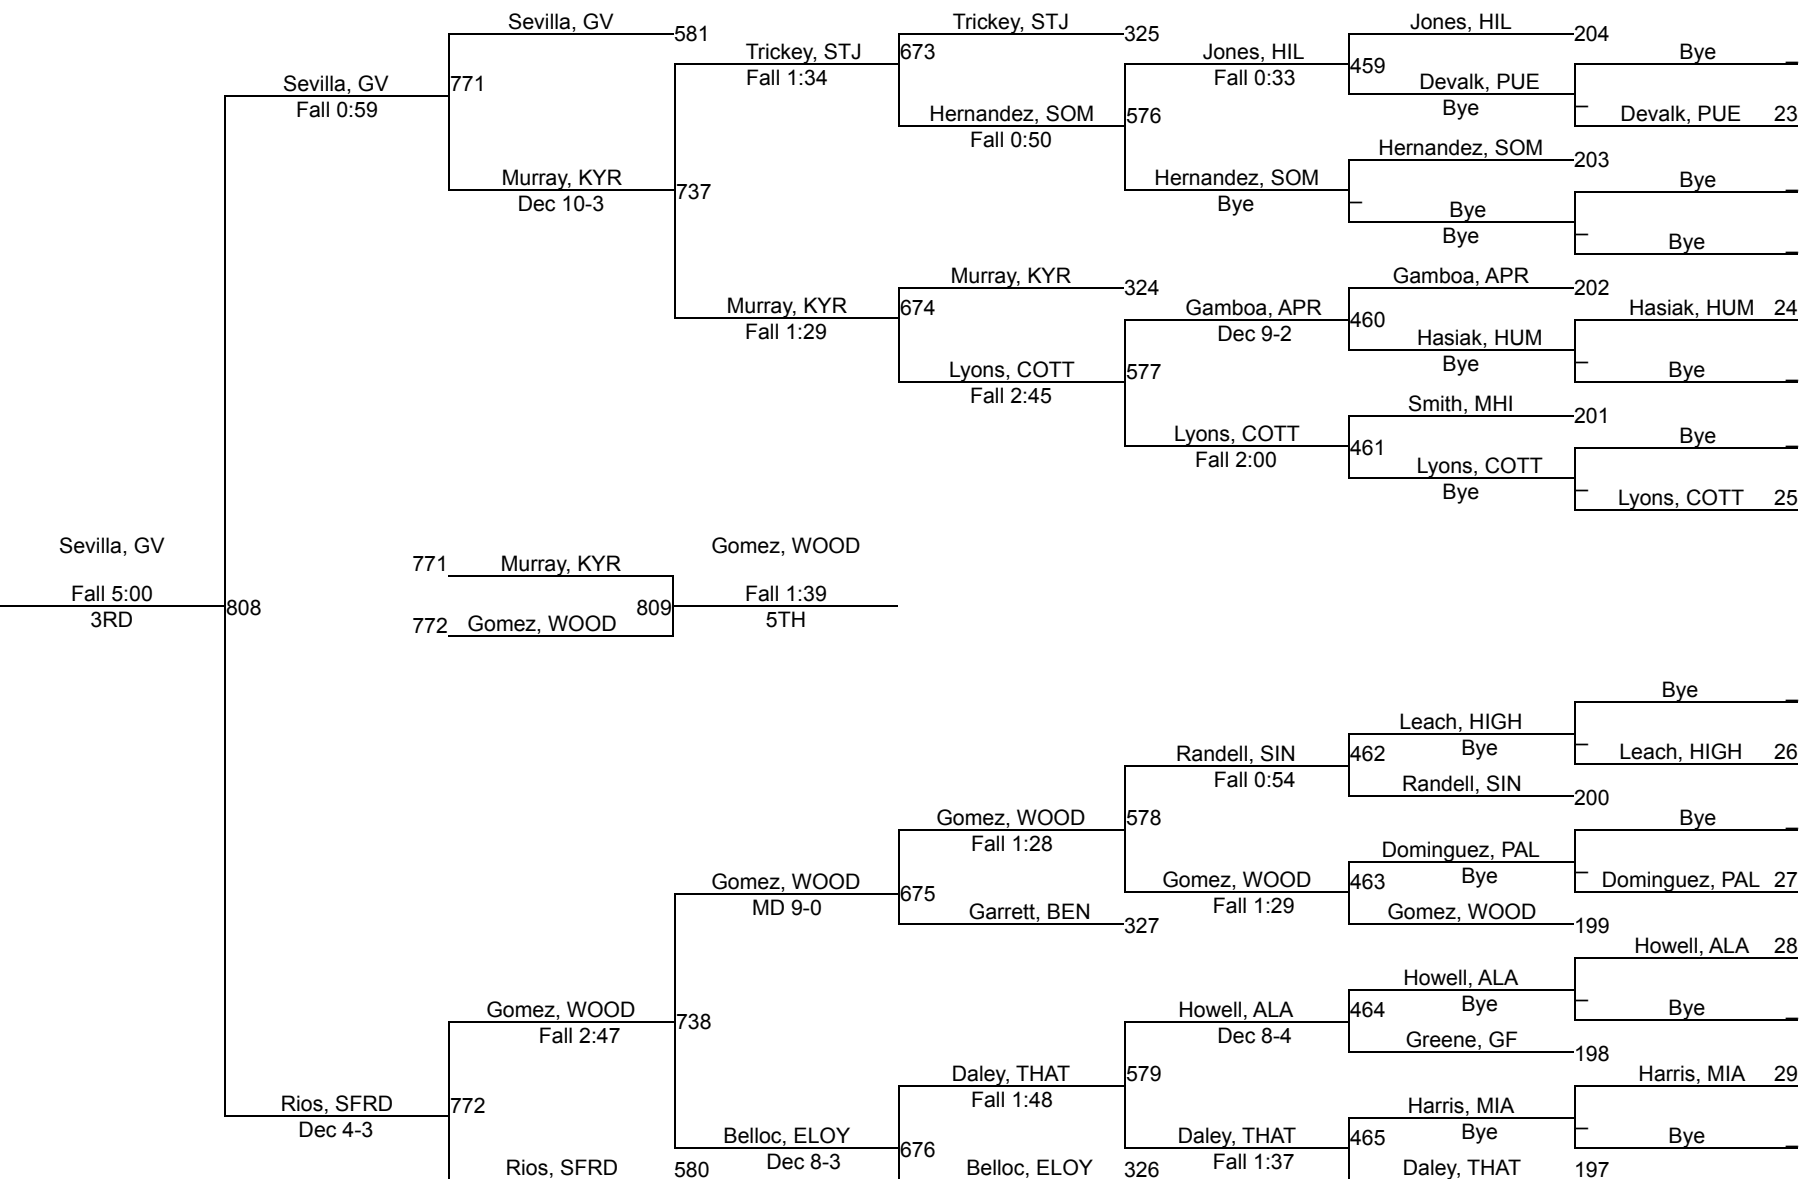 Sevilla, GV
581
Trickey, STJ
325
Jones, HIL
204
Bye
Trickey, STJ
673
Jones, HIL
Fall 1:34
Fall 0:33
459
Devalk, PUE
Sevilla, GV
771
Bye
Fall 0:59
Hernandez, SOM
576
Devalk, PUE 23
Fall 0:50
Hernandez, SOM
203
Murray, KYR
737
Hernandez, SOM
Bye
Dec 10-3
Bye
Bye
Bye
Bye
Murray, KYR
324
Gamboa, APR
202
Murray, KYR
674
Gamboa, APR
460
Hasiak, HUM 24
Fall 1:29
Dec 9-2
Hasiak, HUM
Bye
Lyons, COTT
577
Bye
Fall 2:45
Smith, MHI
201
Lyons, COTT
461
Bye
Fall 2:00
Lyons, COTT
Bye
Lyons, COTT 25
Sevilla, GV
Gomez, WOOD
771 Murray, KYR
Fall 5:00
808
809
Fall 1:39
3RD
772 Gomez, WOOD
5TH
Bye
Leach, HIGH
Randell, SIN
462
Bye
Leach, HIGH 26
Fall 0:54
Randell, SIN
200
Gomez, WOOD
578
Bye
Fall 1:28
Dominguez, PAL
Gomez, WOOD
675
Gomez, WOOD
463
Bye
Dominguez, PAL 27
MD 9-0
Garrett, BEN
327
Fall 1:29
Gomez, WOOD
199
Howell, ALA 28
Howell, ALA
Gomez, WOOD
738
Howell, ALA
464
Bye
Bye
Fall 2:47
Dec 8-4
Greene, GF
198
Daley, THAT
579
Harris, MIA 29
Fall 1:48
Rios, SFRD
772
Harris, MIA
Dec 4-3
Belloc, ELOY
676
Daley, THAT
465
Bye
Bye
Dec 8-3
Fall 1:37
Rios, SFRD
580
Belloc, ELOY
326
Daley, THAT
197